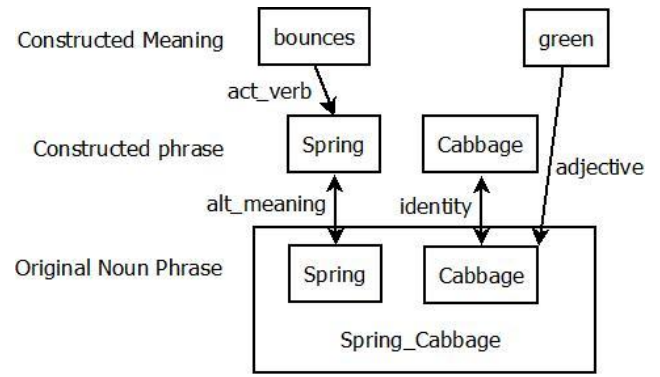 Constructed Meaning
bounces
green
act_verb
Constructed phrase
Spring
Cabbage
adjective
alt_meaning
identity
Original Noun Phrase
Spring
Cabbage
Spring_Cabbage